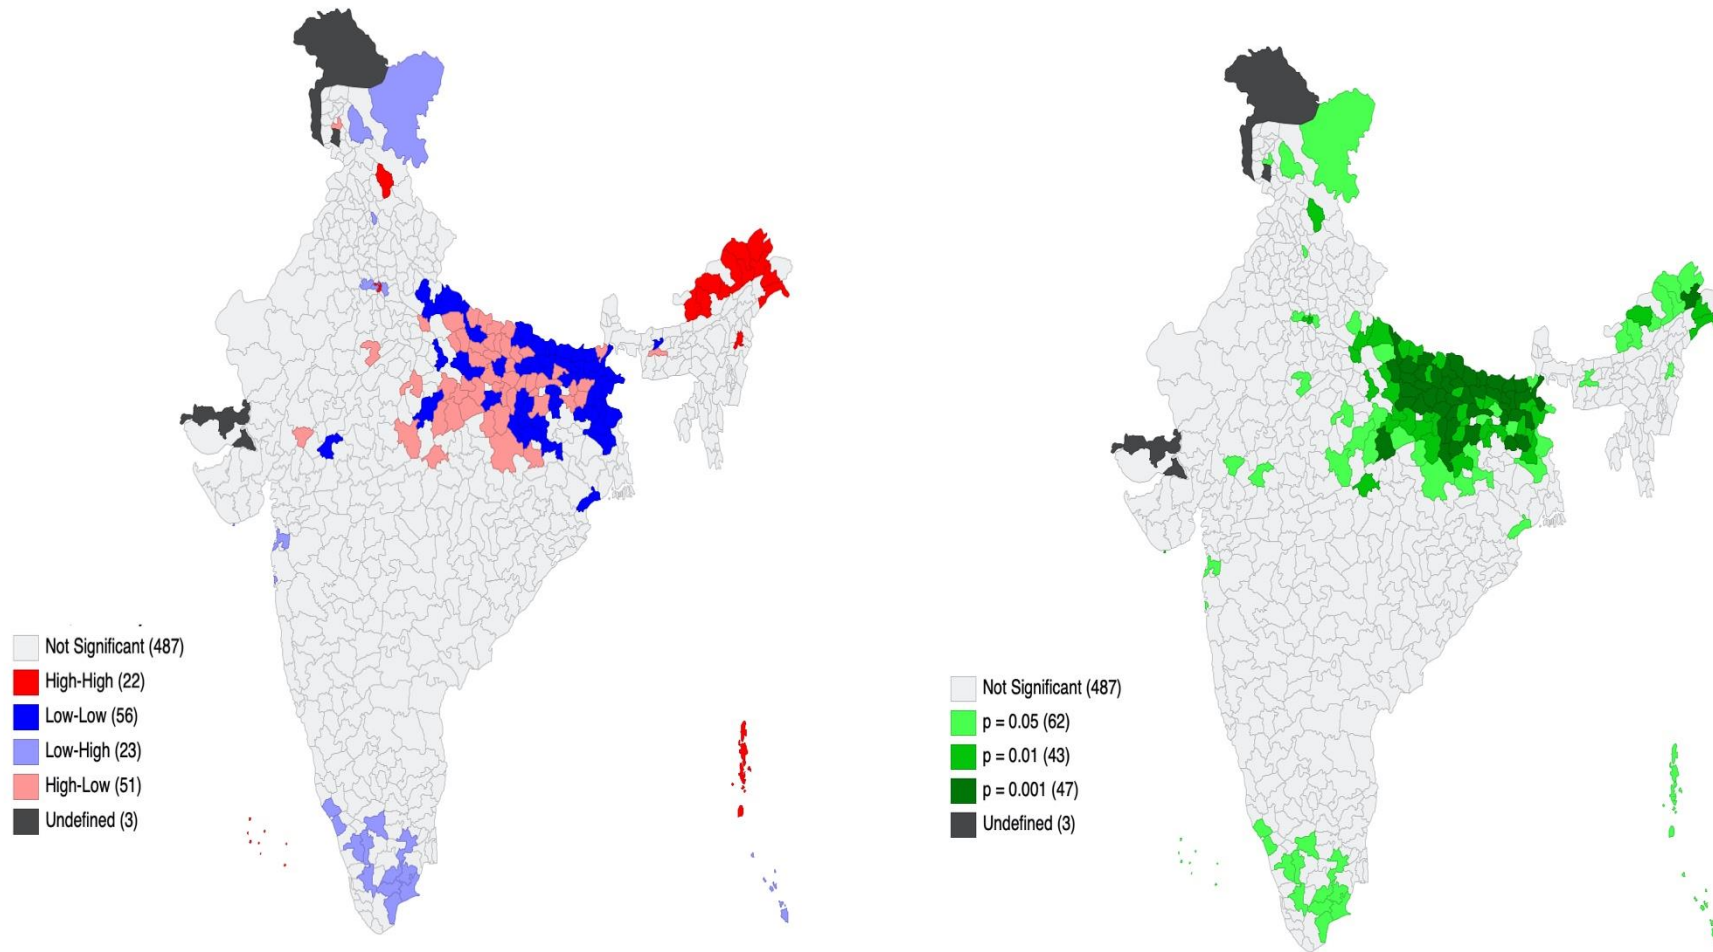 Not Significant (487)
High-High (22)
Low-Low (56)
Low-High (23)
High-Low (51)
Undefined (3)
Not Significant (487)
p = 0.05 (62)
p = 0.01 (43)
p = 0.001 (47)
Undefined (3)